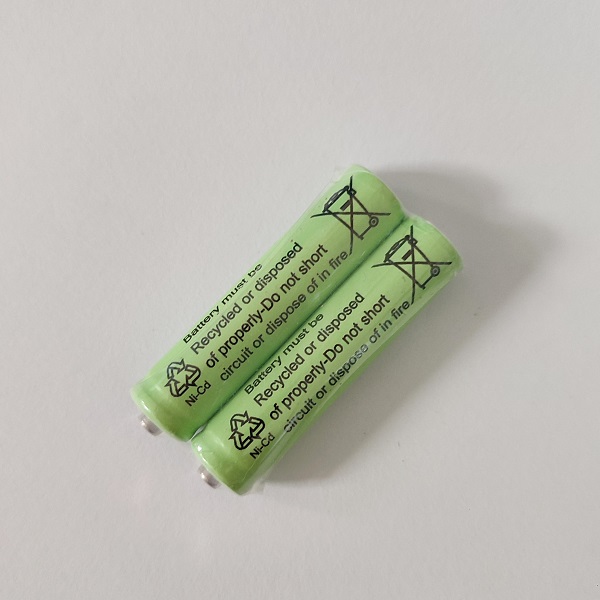 Battery must be
Recycled or disposed
of properly-Do not short
circuit or dispose of in fire
Ni-Cd
Battery must be
Recycled or disposed
of properly-Do not short
circuit or dispose of in fire
Ni-Cd